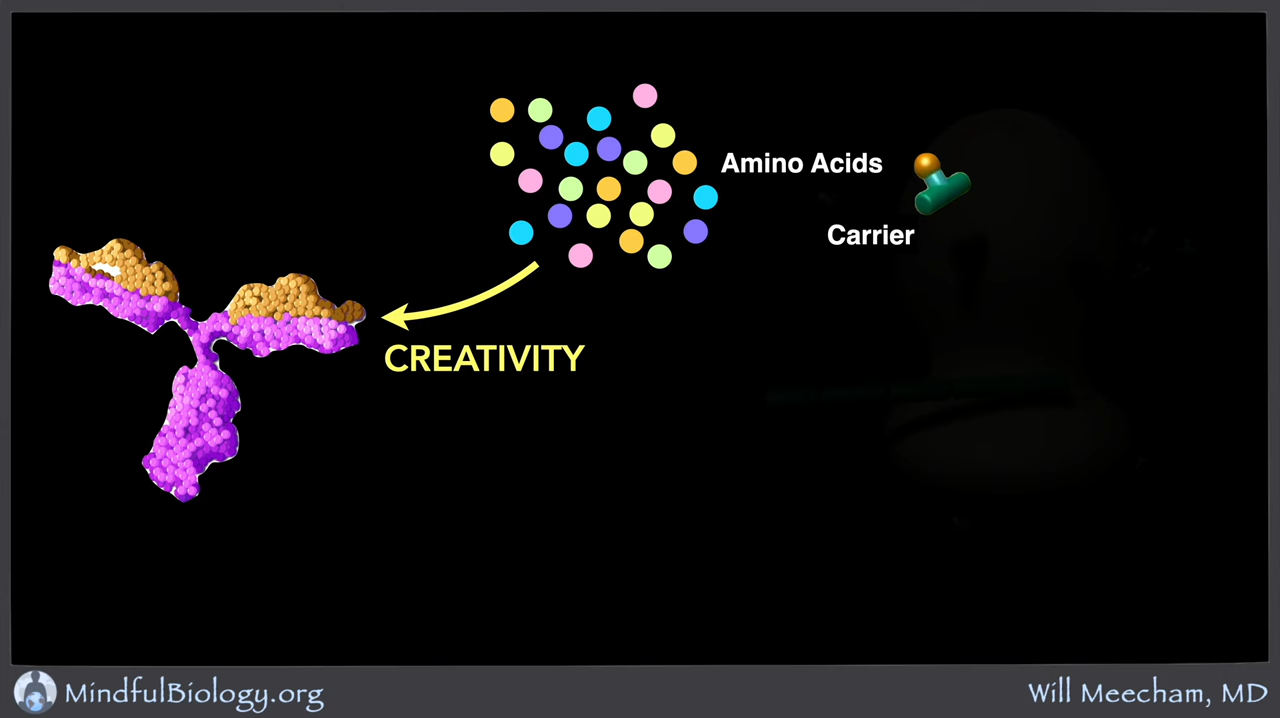 Amino Acids
Carrier
CREATIVITY
MindfulBiology.org
Will Meecham, MD